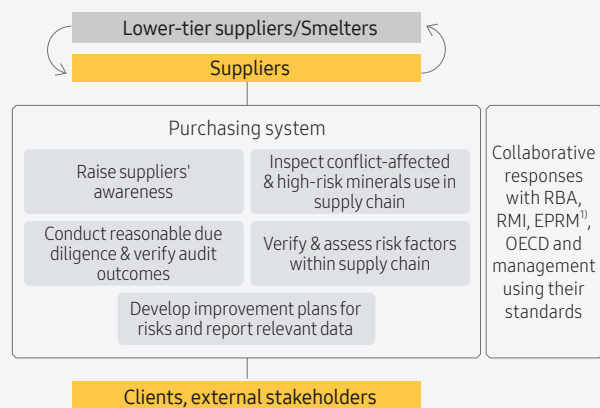 Lower-tier suppliers/Smelters
Suppliers
Purchasing system
Raise suppliers'
awareness
Inspect conflict-affected
& high-risk minerals use in
supply chain
Conduct reasonable due
diligence & verify audit
outcomes
Verify & assess risk factors
within supply chain
Develop improvement plans for
risks and report relevant data
Collaborative
responses
with RBA,
RMI, EPRM1),
OECD and
management
using their
standards
Clients, external stakeholders